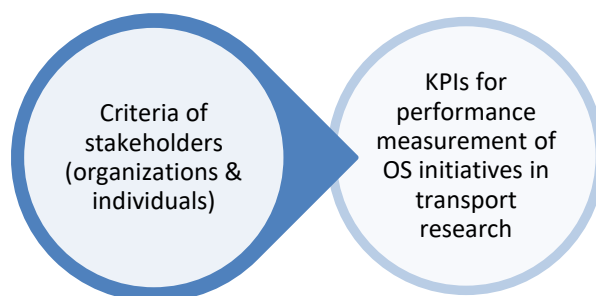 Criteria of
stakeholders
(organizations &
individuals)
KPIs for
performance
measurement of
OS initiatives in
transport
research